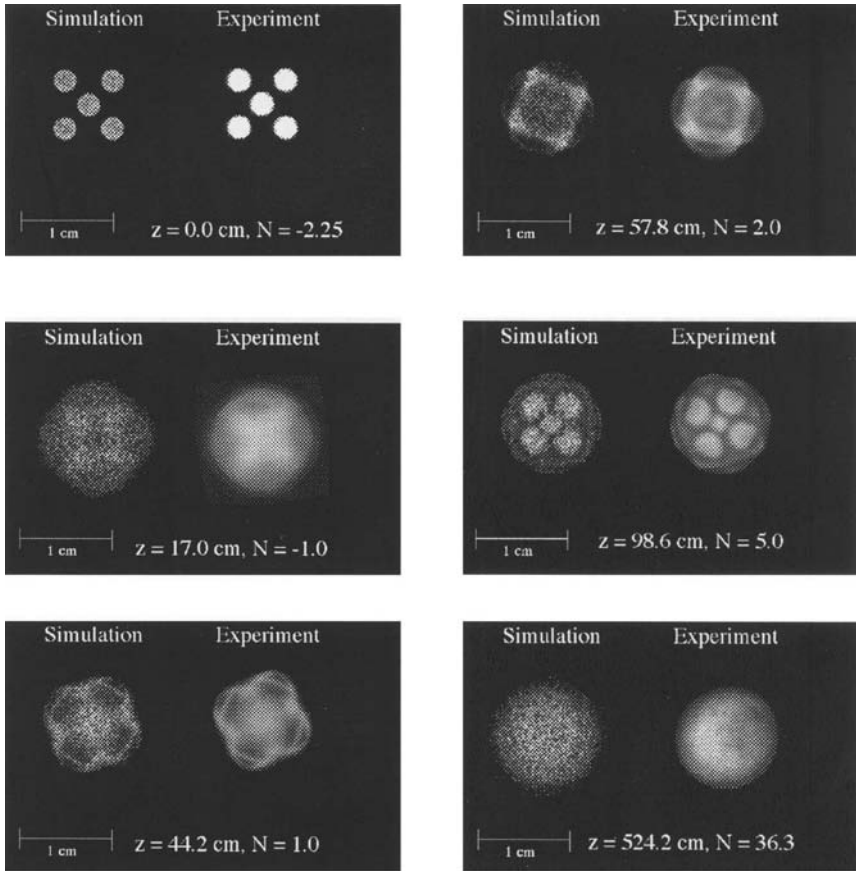 Simulation Experiment
1 cm
z = 0.0 cm, N = -2.25
Simulation Experiment
1 cm
z = 57.8 cm, N = 2.0
Simulation Experiment
1 cm
z = 17.0 cm, N = -1.0
Simulation Experiment
1 cm
z = 98.6 cm, N = 5.0
Simulation Experiment
1 cm
z = 44.2 cm, N = 1.0
Simulation Experiment
1 cm
z = 524.2 cm, N = 36.3